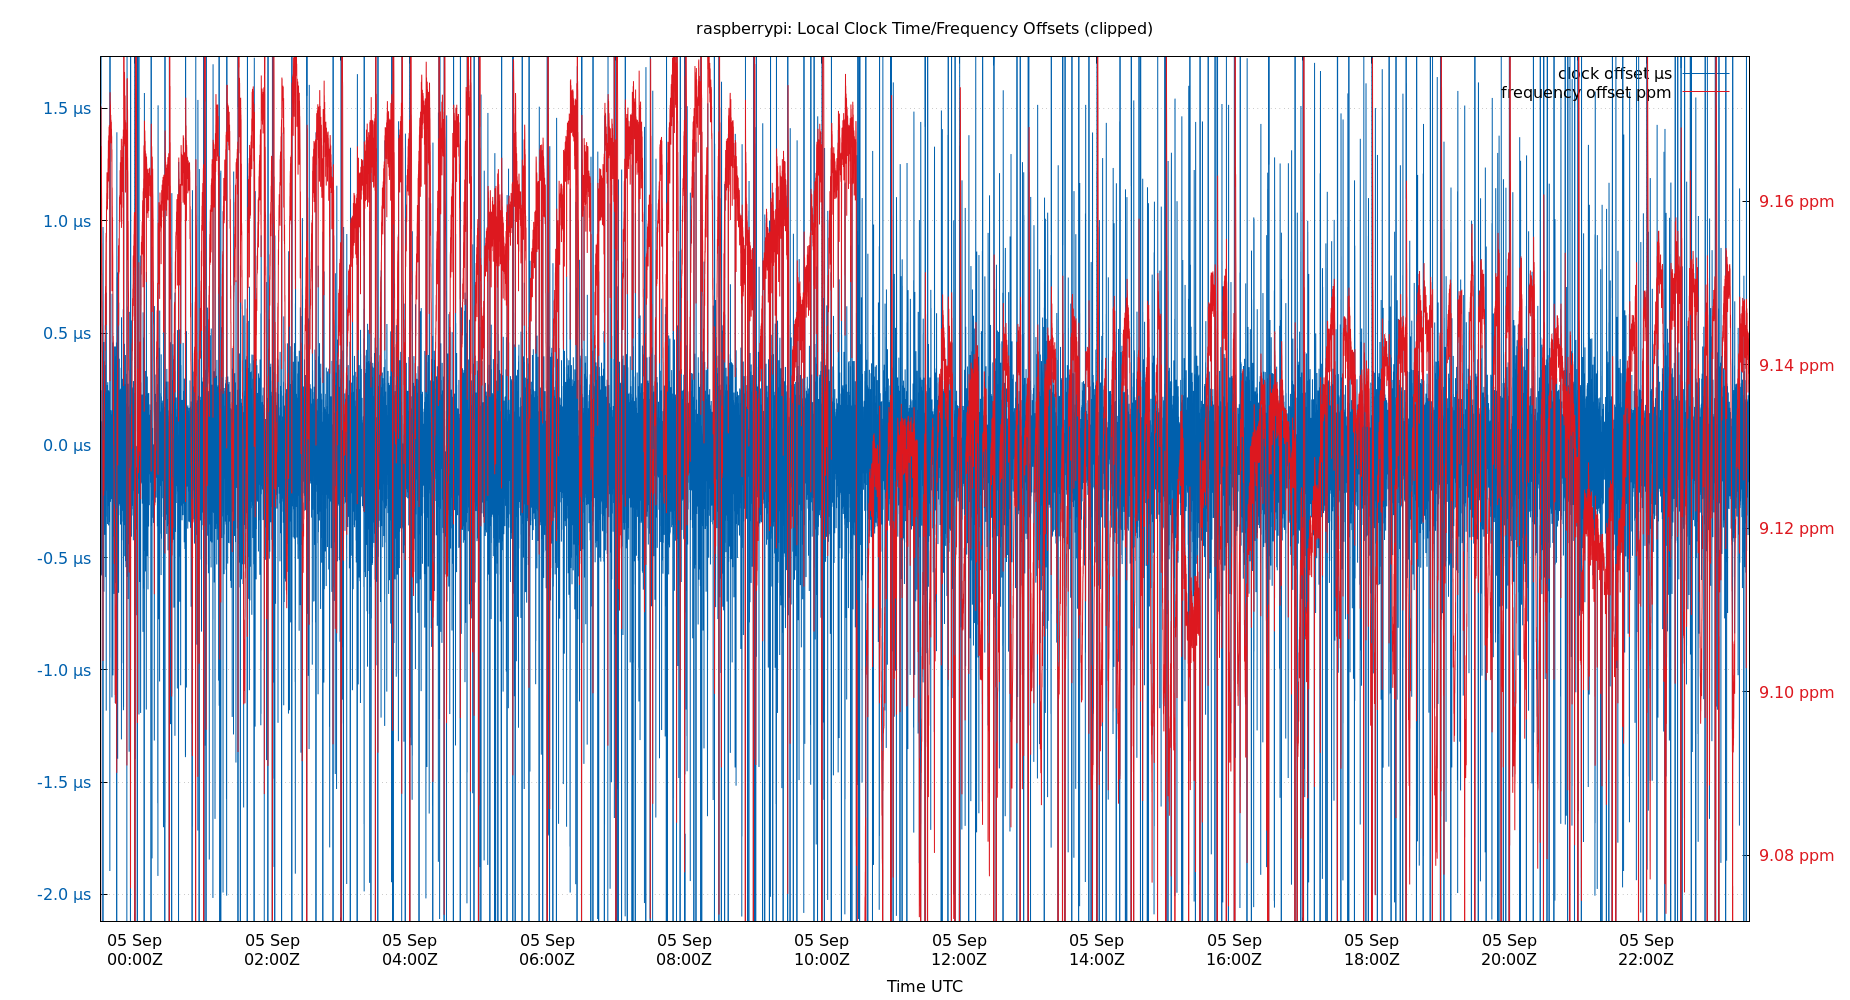 raspberrypi: Local Clock Time/Frequency Offsets (clipped)
clock offset µs
frequency offset ppm
1.5 µs
1.0 µs
0.5 µs
0.0 µs
-0.5 µs
-1.0 µs
-1.5 µs
-2.0 µs
9.16 ppm
9.14 ppm
9.12 ppm
9.10 ppm
9.08 ppm
05 Sep 05 Sep 05 Sep 05 Sep 05 Sep 05 Sep 05 Sep 05 Sep 05 Sep 05 Sep 05 Sep 05 Sep
00:00Z 02:00Z 04:00Z 06:00Z 08:00Z 10:00Z 12:00Z 14:00Z 16:00Z 18:00Z 20:00Z 22:00Z
Time UTC